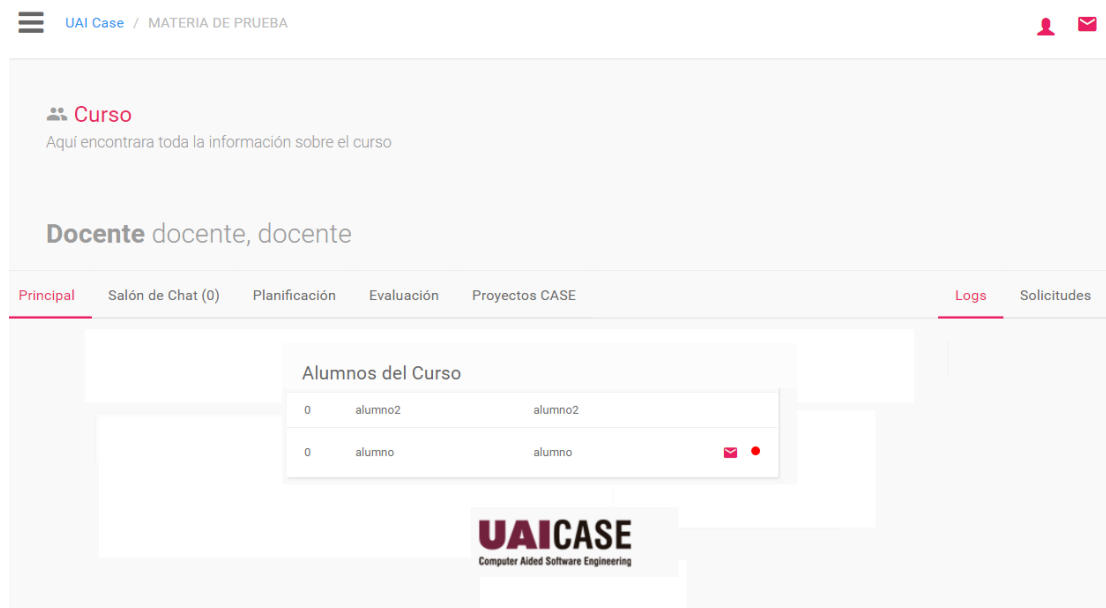 UAI Case / MATERIA DE PRUEBA
Curso
Aquí encontrara toda la información sobre el curso
Docente docente, docente
Principal Salón de Chat (0) Planificación Evaluación Proyectos CASE Logs Solicitudes
Alumnos del Curso
0 alumno2 alumno2
0 alumno alumno
UAICASE
Computer Aided Software Engineering